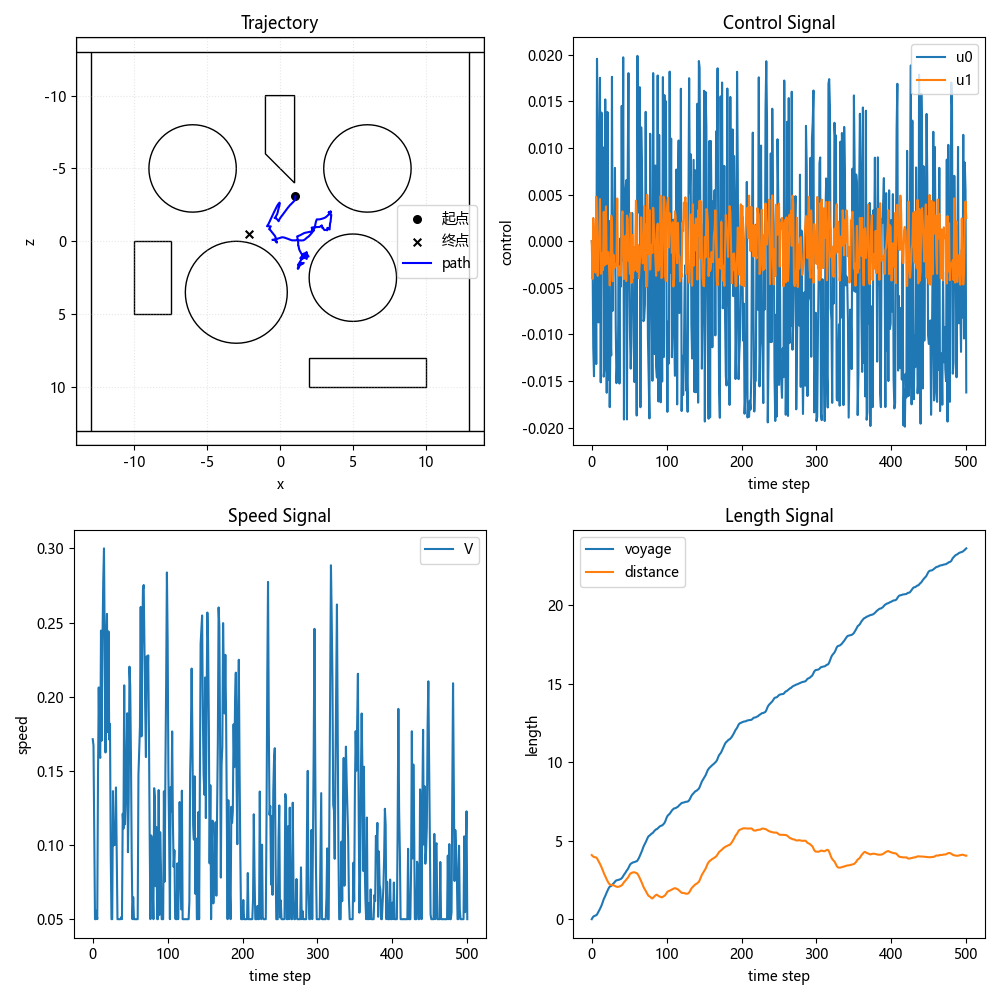 Trajectory
-10
-5
0
5
10
z
-10
-5
0
5
10
x
起点
终点
path
Control Signal
0.020
0.015
0.010
0.005
0.000
-0.005
-0.010
-0.015
-0.020
control
0
100
200
300
400
500
time step
u0
u1
Speed Signal
0.30
0.25
0.20
0.15
0.10
0.05
speed
0
100
200
300
400
500
time step
V
Length Signal
20
15
10
5
0
length
0
100
200
300
400
500
time step
voyage
distance